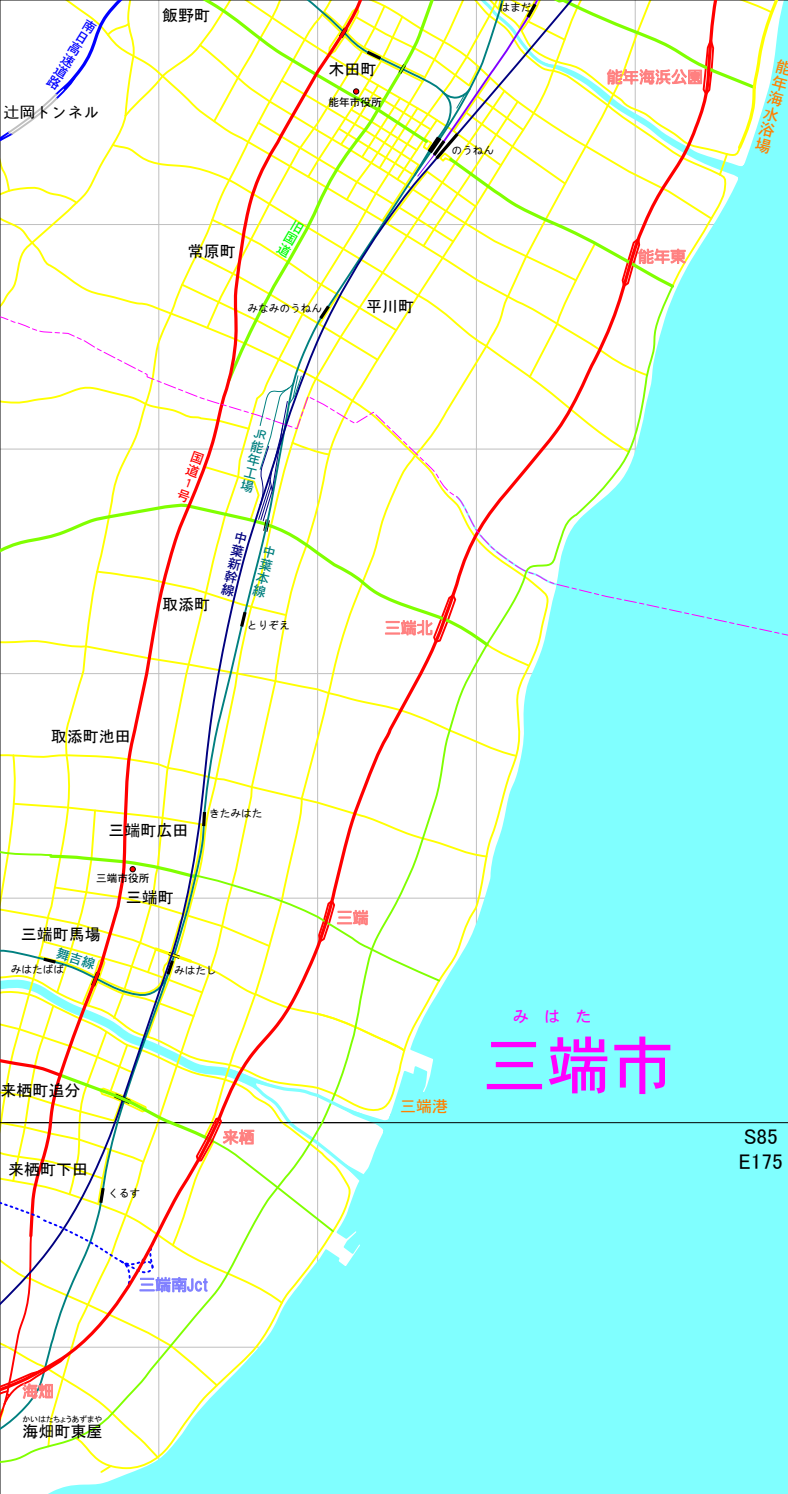 はまだ
飯野町
南日高速道路
木田町
能年海浜公園
能年海水浴場
能年市役所
辻岡トンネル
のうねん
旧国道
常原町
能年東
みなみのうねん
平川町
JR能年工場
国道1号
中葉新幹線
中葉本線
取添町
とりぞえ
三端北
取添町池田
きたみはた
三端町広田
三端市役所
三端町
三端
三端町馬場
舞吉線
みはたばば
みはたし
みはた
三端市
来栖町追分
三端港
来栖
S85
E175
来栖町下田
くるす
三端南Jct
海畑
かいはたちょうあずまや
海畑町東屋